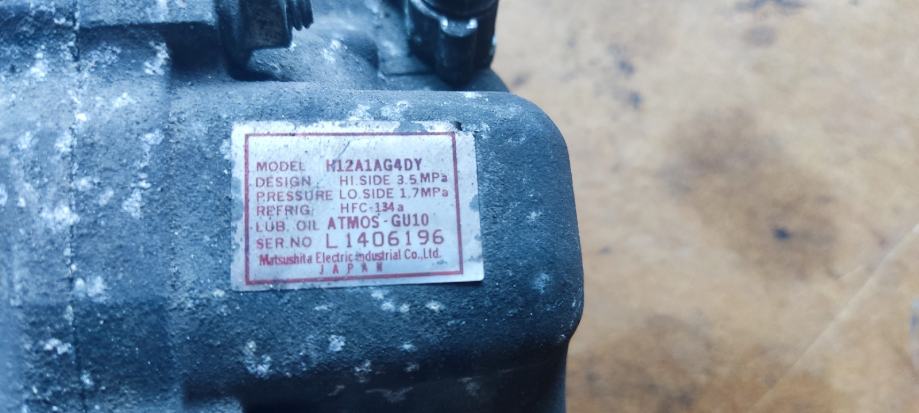 MODEL H12A1AG4DY
DESIGN HI.SIDE 3.5MPa
PRESSURE LO.SIDE 1.7MPa
REFRIG. HFC-134a
LUB. OIL ATMOS-GU10
SER.NO L1406196
Matsushita Electric Industrial Co.,Ltd.
JAPAN